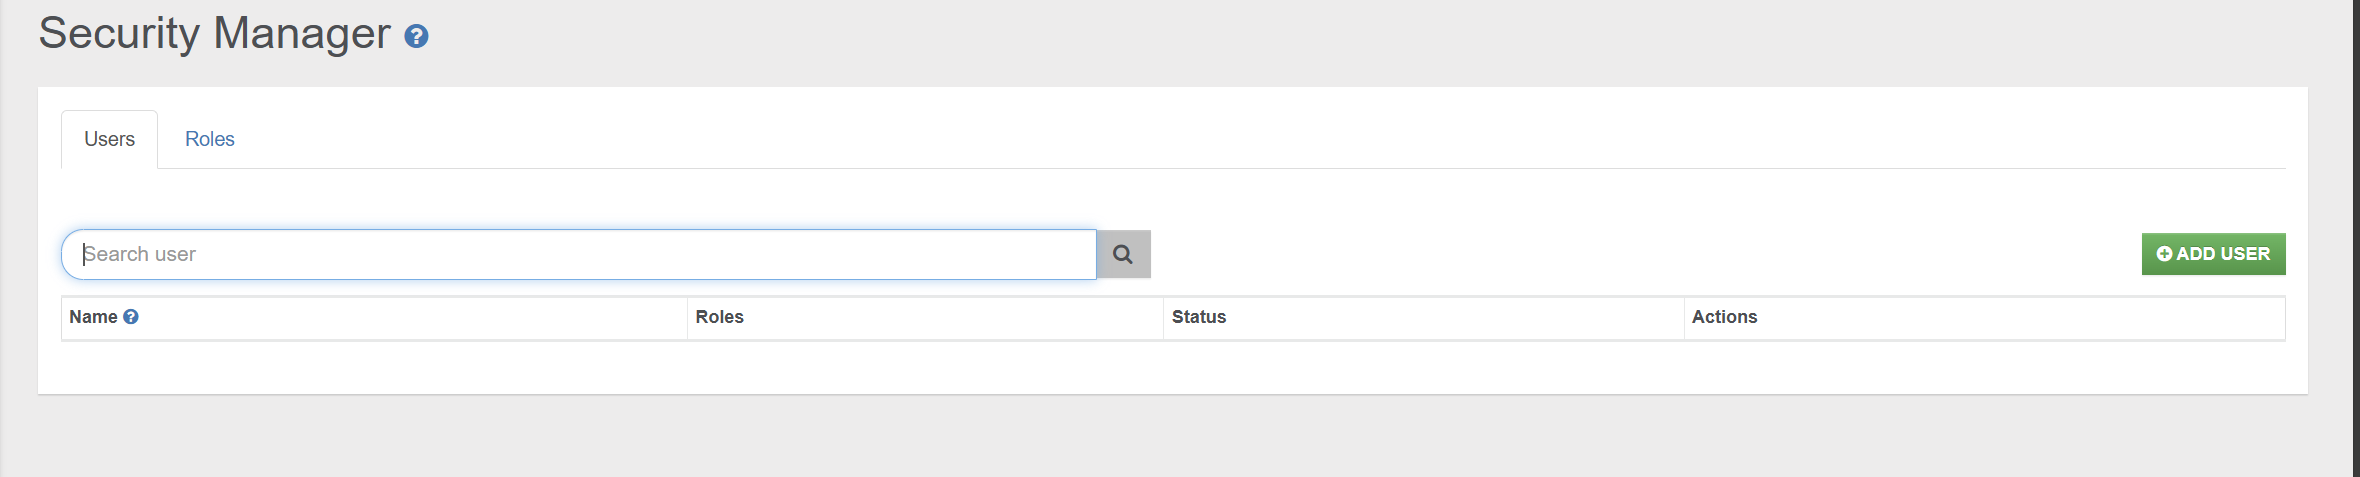 Security Manager
Users Roles
Search user
ADD USER
Name Roles Status Actions